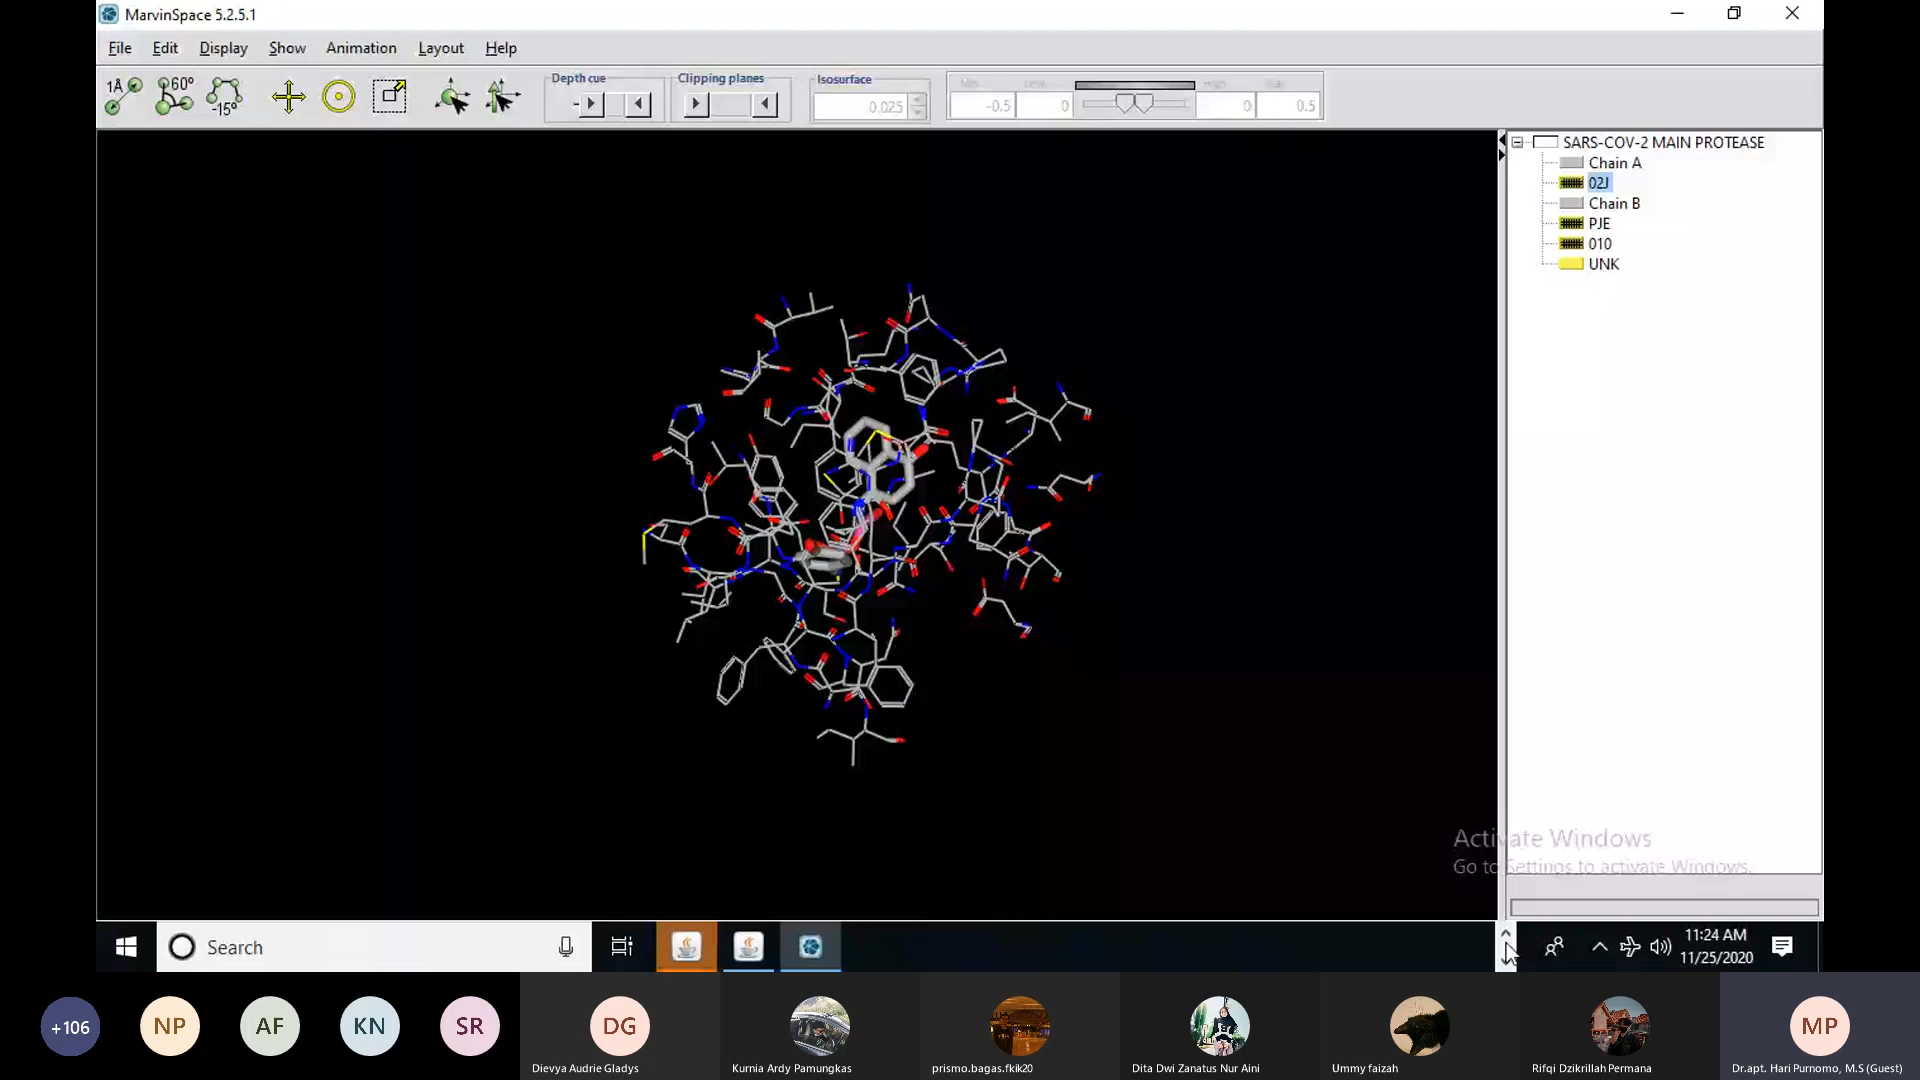 MarvinSpace 5.2.5.1
File Edit Display Show Animation Layout Help
1Å 60° -15°
Depth cue
Clipping planes
Isosurface
0.025
-0.5 0 0 0.5
SARS-COV-2 MAIN PROTEASE
Chain A
02J
Chain B
PJE
010
UNK
Activate Windows
Go to Settings to activate Windows.
Search
11:24 AM
11/25/2020
+106
NP
AF
KN
SR
DG
MP
Dievya Audrie Gladys
Kurnia Ardy Pamungkas
prismo.bagas.fkik20
Dita Dwi Zanatus Nur Aini
Ummy faizah
Rifqi Dzikrillah Permana
Dr.apt. Hari Purnomo, M.S (Guest)